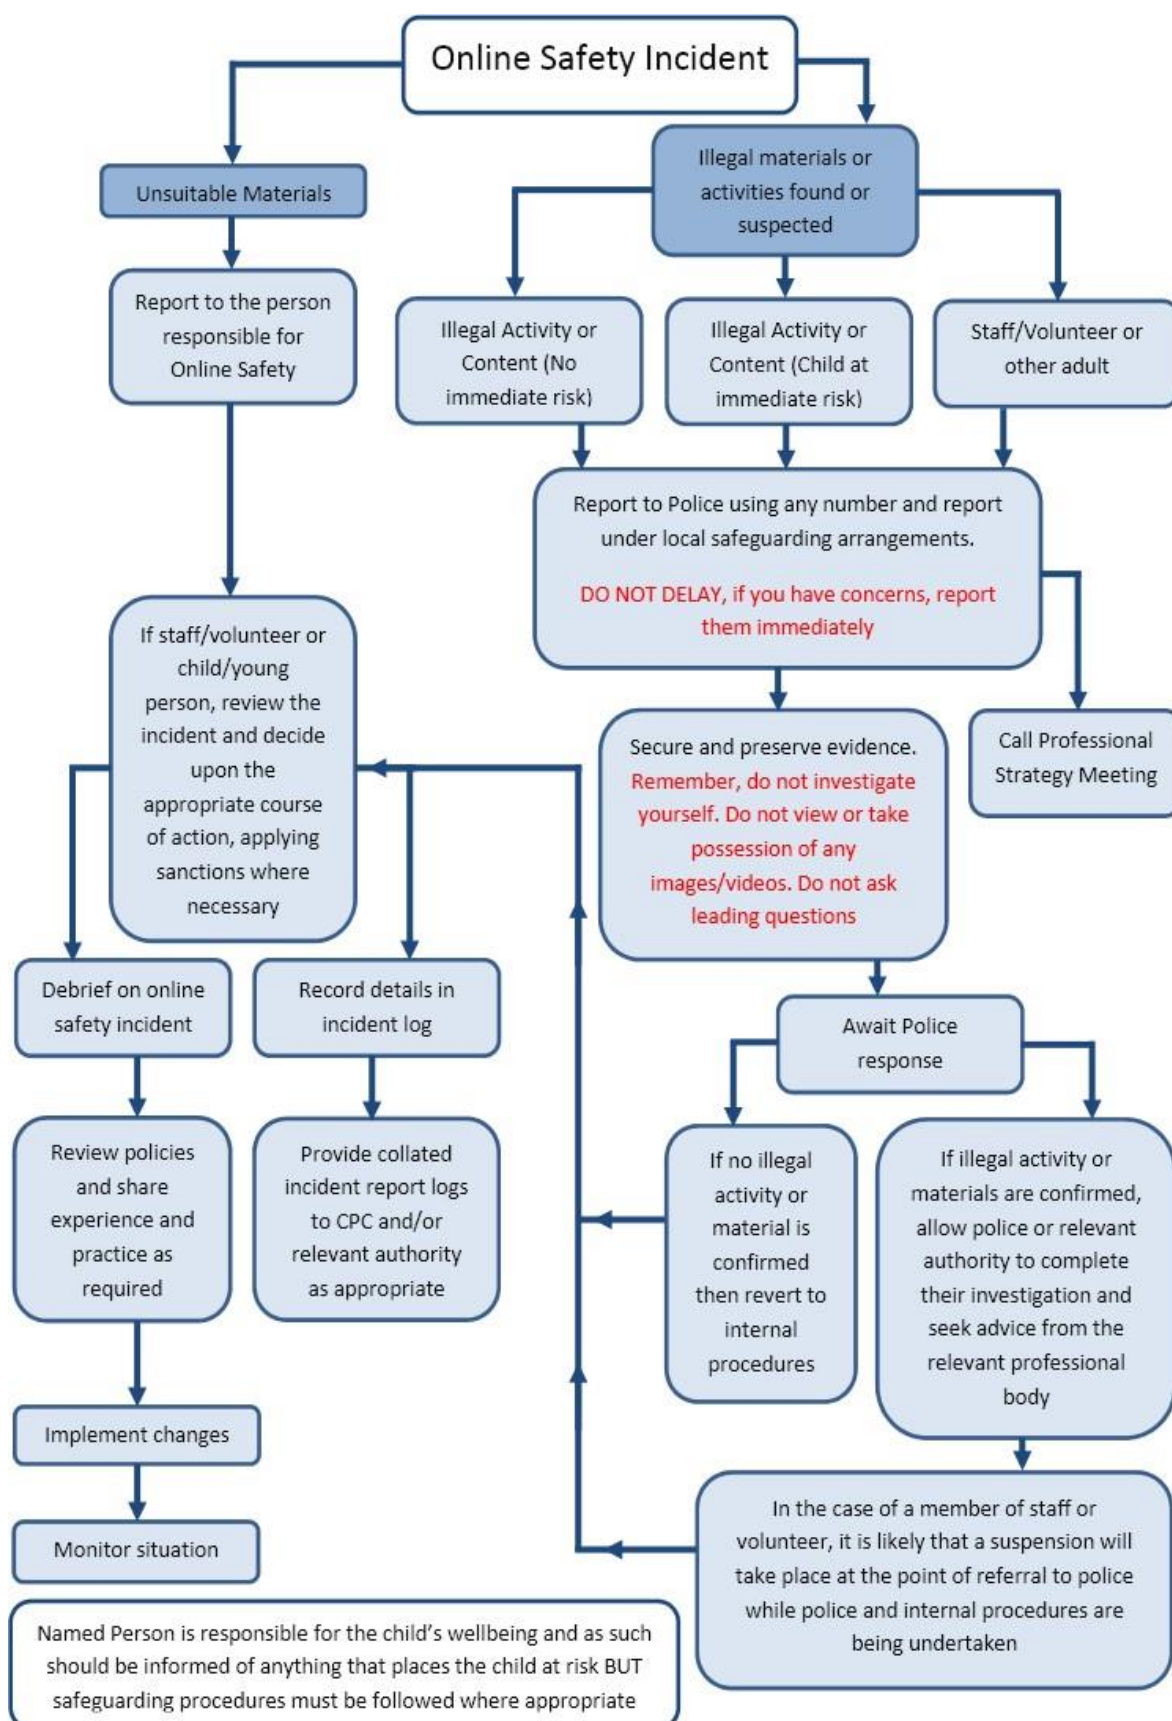 Online Safety Incident
Unsuitable Materials
Report to the person
responsible for
Online Safety
Illegal materials or
activities found or
suspected
Illegal Activity or
Content (No
immediate risk)
Illegal Activity or
Content (Child at
immediate risk)
Staff/Volunteer or
other adult
Report to Police using any number and report
under local safeguarding arrangements.
DO NOT DELAY, if you have concerns, report
them immediately
If staff/volunteer or
child/young
person, review the
incident and decide
upon the
appropriate course
of action, applying
sanctions where
necessary
Secure and preserve evidence.
Remember, do not investigate
yourself. Do not view or take
possession of any
images/videos. Do not ask
leading questions
Call Professional
Strategy Meeting
Debrief on online
safety incident
Record details in
incident log
Await Police
response
Review policies
and share
experience and
practice as
required
Provide collated
incident report logs
to CPC and/or
relevant authority
as appropriate
If no illegal
activity or
material is
confirmed
then revert to
internal
procedures
If illegal activity or
materials are confirmed,
allow police or relevant
authority to complete
their investigation and
seek advice from the
relevant professional
body
Implement changes
Monitor situation
In the case of a member of staff or
volunteer, it is likely that a suspension will
take place at the point of referral to police
while police and internal procedures are
being undertaken
Named Person is responsible for the child's wellbeing and as such
should be informed of anything that places the child at risk BUT
safeguarding procedures must be followed where appropriate